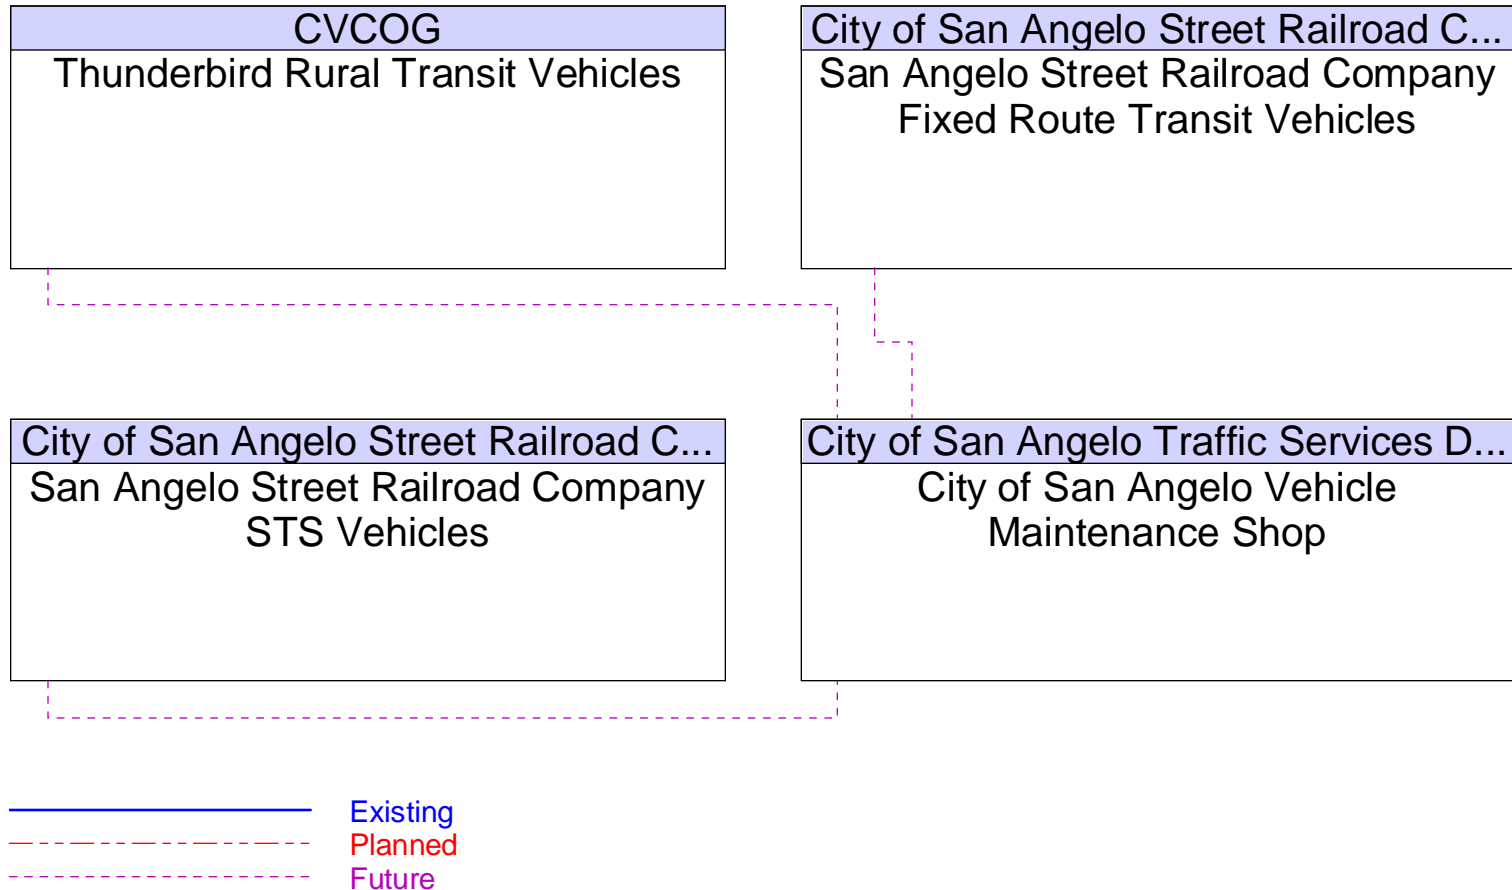 CVCOG
Thunderbird Rural Transit Vehicles
City of San Angelo Street Railroad C...
San Angelo Street Railroad Company
Fixed Route Transit Vehicles
City of San Angelo Street Railroad C...
San Angelo Street Railroad Company
STS Vehicles
City of San Angelo Traffic Services D...
City of San Angelo Vehicle
Maintenance Shop
Existing
Planned
Future